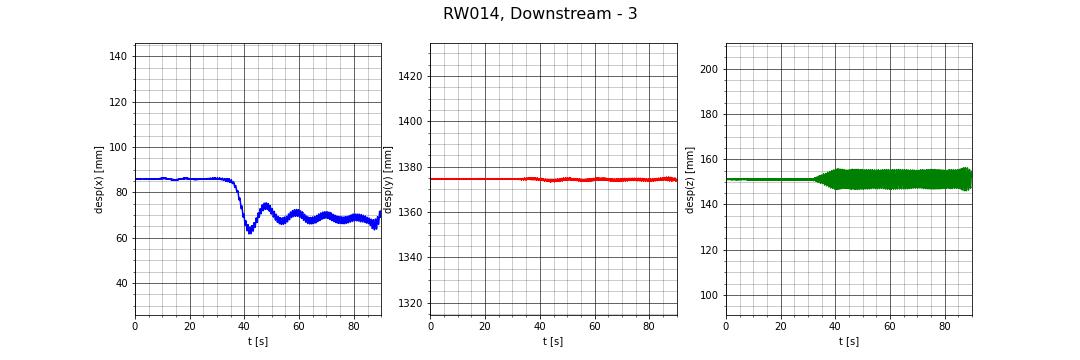 RW014, Downstream - 3
desp(x) [mm]
140
120
100
80
60
40
0 20 40 60 80
t [s]
desp(y) [mm]
1420
1400
1380
1360
1340
1320
0 20 40 60 80
t [s]
desp(z) [mm]
200
180
160
140
120
100
0 20 40 60 80
t [s]